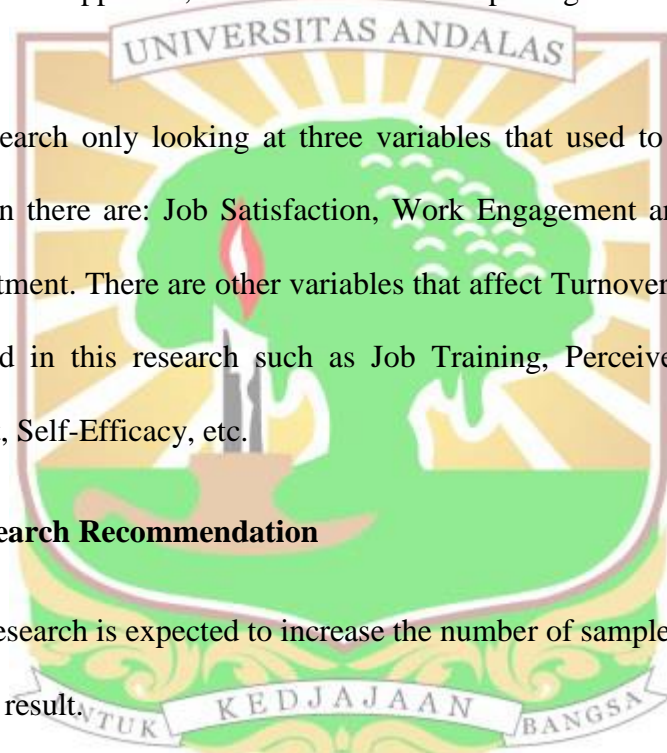 UNIVERSITAS ANDALAS
earch only looking at three variables that used to
n there are: Job Satisfaction, Work Engagement an
tment. There are other variables that affect Turnover
d in this research such as Job Training, Perceive
, Self-Efficacy, etc.
earch Recommendation
esearch is expected to increase the number of sample
result.
NTUK KEDJAJAAN BANGSA